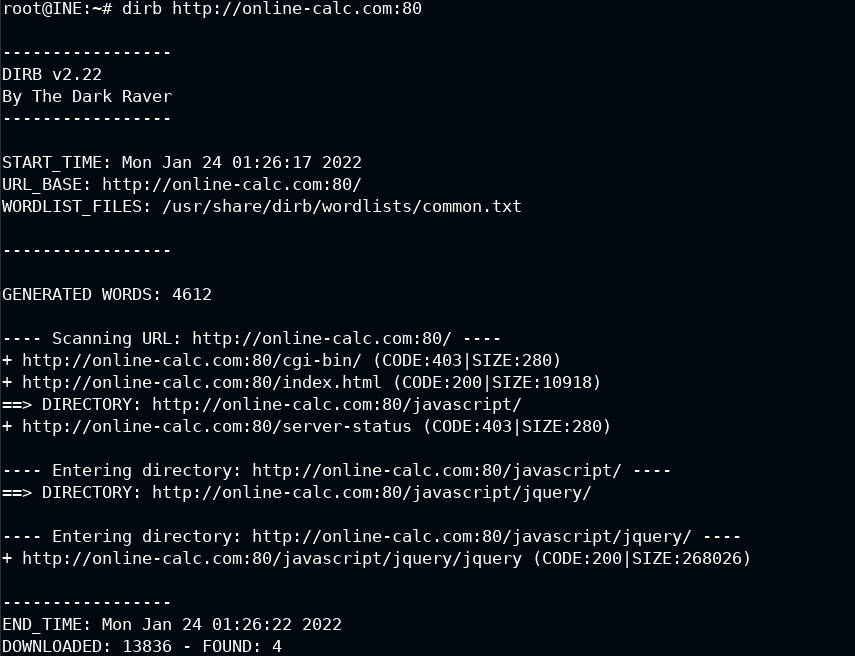 root@INE:~# dirb http://online-calc.com:80
-----------------
DIRB v2.22
By The Dark Raver
-----------------
START_TIME: Mon Jan 24 01:26:17 2022
URL_BASE: http://online-calc.com:80/
WORDLIST_FILES: /usr/share/dirb/wordlists/common.txt
-----------------
GENERATED WORDS: 4612
---- Scanning URL: http://online-calc.com:80/ ----
+ http://online-calc.com:80/cgi-bin/ (CODE:403|SIZE:280)
+ http://online-calc.com:80/index.html (CODE:200|SIZE:10918)
==> DIRECTORY: http://online-calc.com:80/javascript/
+ http://online-calc.com:80/server-status (CODE:403|SIZE:280)
---- Entering directory: http://online-calc.com:80/javascript/ ----
==> DIRECTORY: http://online-calc.com:80/javascript/jquery/
---- Entering directory: http://online-calc.com:80/javascript/jquery/ ----
+ http://online-calc.com:80/javascript/jquery/jquery (CODE:200|SIZE:268026)
-----------------
END_TIME: Mon Jan 24 01:26:22 2022
DOWNLOADED: 13836 - FOUND: 4